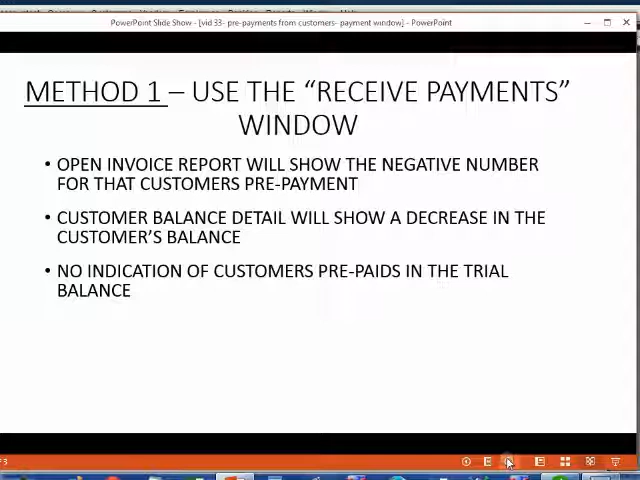 PowerPoint Slide Show - [vid 33- pre-payments from customers- payment window] - PowerPoint
METHOD 1 – USE THE “RECEIVE PAYMENTS”
WINDOW
• OPEN INVOICE REPORT WILL SHOW THE NEGATIVE NUMBER
FOR THAT CUSTOMERS PRE-PAYMENT
• CUSTOMER BALANCE DETAIL WILL SHOW A DECREASE IN THE
CUSTOMER’S BALANCE
• NO INDICATION OF CUSTOMERS PRE-PAIDS IN THE TRIAL
BALANCE